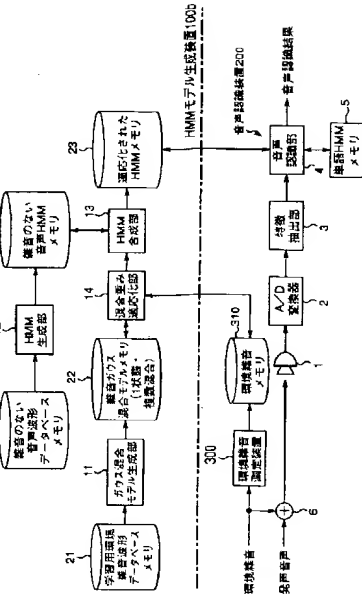 雑音のない
音声波形
データベース
メモリ
HMM
生成部
雑音のない
音声HMM
メモリ
21
学習用環境
雑音波形
データベース
メモリ
11
ガウス混合
モデル生成部
22
雑音ガウス
混合モデルメモリ
(1状態・
複数混合)
14
混合重み
適応化部
13
HMM
合成部
23
適応化された
HMMメモリ
HMMモデル生成装置100b
音声認識装置200
環境雑音
300
環境雑音
測定装置
310
環境雑音
メモリ
発声音声
6
1
A/D
変換器
2
特徴
抽出部
3
音声
認識部
4
音声認識結果
単語HMM
メモリ
5